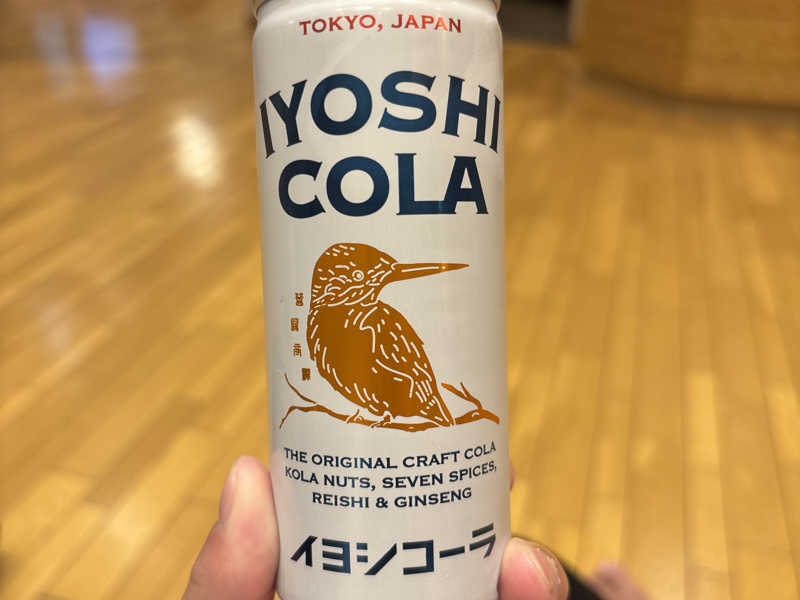 TOKYO, JAPAN
IYOSHI
COLA
THE ORIGINAL CRAFT COLA
KOLA NUTS, SEVEN SPICES,
REISHI & GINSENG
イヨシコーラ